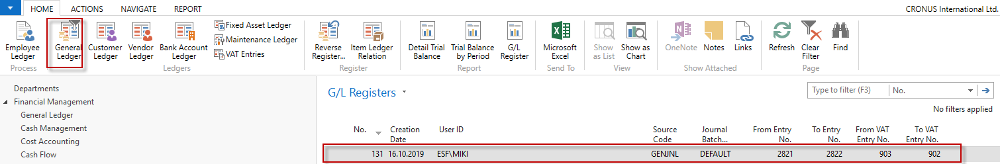 HOME ACTIONS NAVIGATE REPORT
CRONUS International Ltd.
Employee Ledger
General Ledger
Customer Ledger
Vendor Ledger
Bank Account Ledger
Fixed Asset Ledger
Maintenance Ledger
VAT Entries
Reverse Register...
Item Ledger Relation
Detail Trial Balance
Trial Balance by Period
G/L Register
Microsoft Excel
Show as List
Show as Chart
OneNote
Notes
Links
Refresh
Clear Filter
Find
Process Ledgers Register Report Send To View Show Attached Page
Departments
Financial Management
General Ledger
Cash Management
Cost Accounting
Cash Flow
G/L Registers
Type to filter (F3) No.
No filters applied
No. Creation Date User ID Source Code Journal Batch... From Entry No. To Entry No. From VAT Entry No. To VAT Entry No.
131 16.10.2019 ESF\MIKI GENJNL DEFAULT 2821 2822 903 902